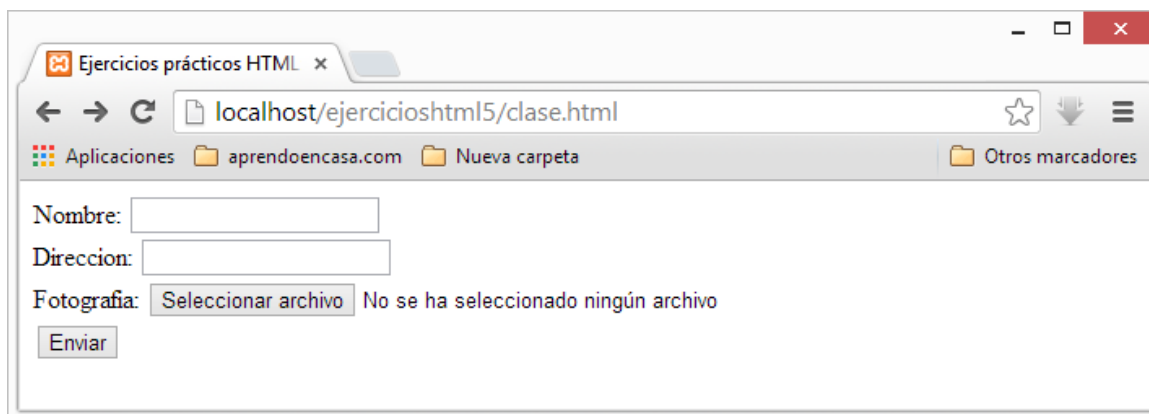 Ejercicios prácticos HTML
localhost/ejercicioshtml5/clase.html
Aplicaciones aprendoencasa.com Nueva carpeta Otros marcadores
Nombre:
Direccion:
Fotografia: Seleccionar archivo No se ha seleccionado ningún archivo
Enviar